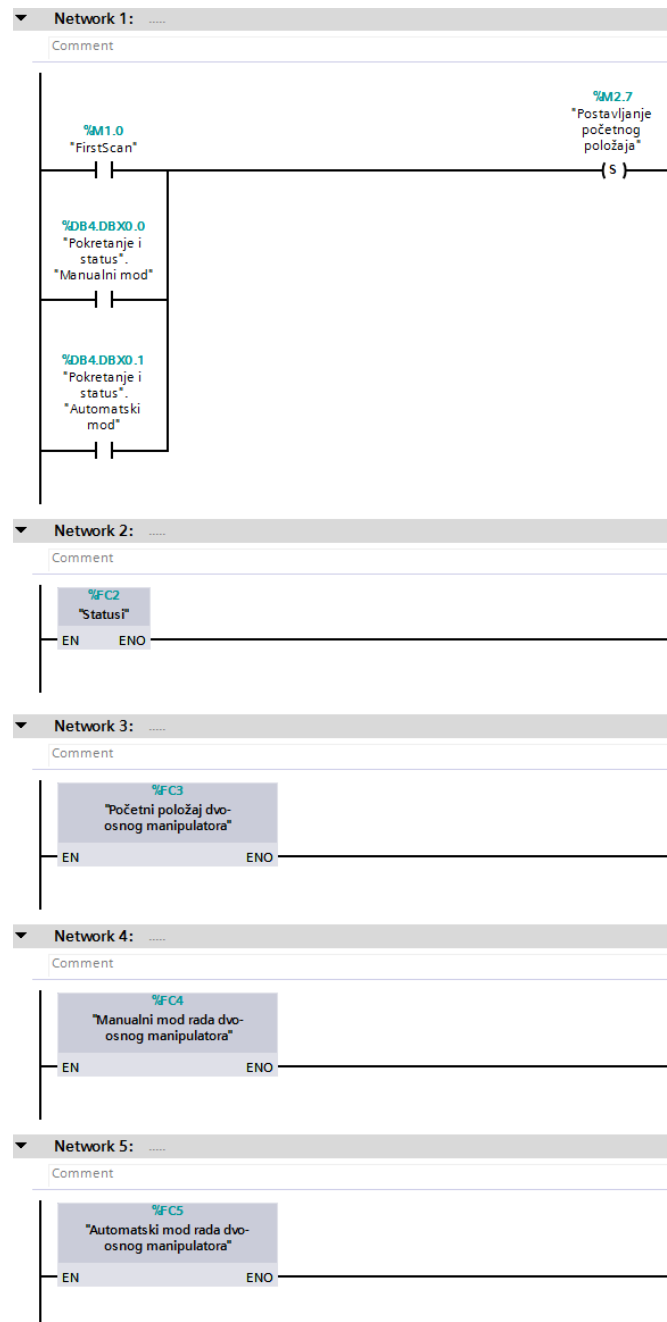 Network 1: .....
Comment
%M2.7
"Postavljanje
početnog
položaja"
%M1.0
"FirstScan"
S
%DB4.DBX0.0
"Pokretanje i
status".
"Manualni mod"
%DB4.DBX0.1
"Pokretanje i
status".
"Automatski
mod"
Network 2: .....
Comment
%FC2
"Statusi"
EN ENO
Network 3: .....
Comment
%FC3
"Početni položaj dvo-
osnog manipulatora"
EN ENO
Network 4: .....
Comment
%FC4
"Manualni mod rada dvo-
osnog manipulatora"
EN ENO
Network 5: .....
Comment
%FC5
"Automatski mod rada dvo-
osnog manipulatora"
EN ENO